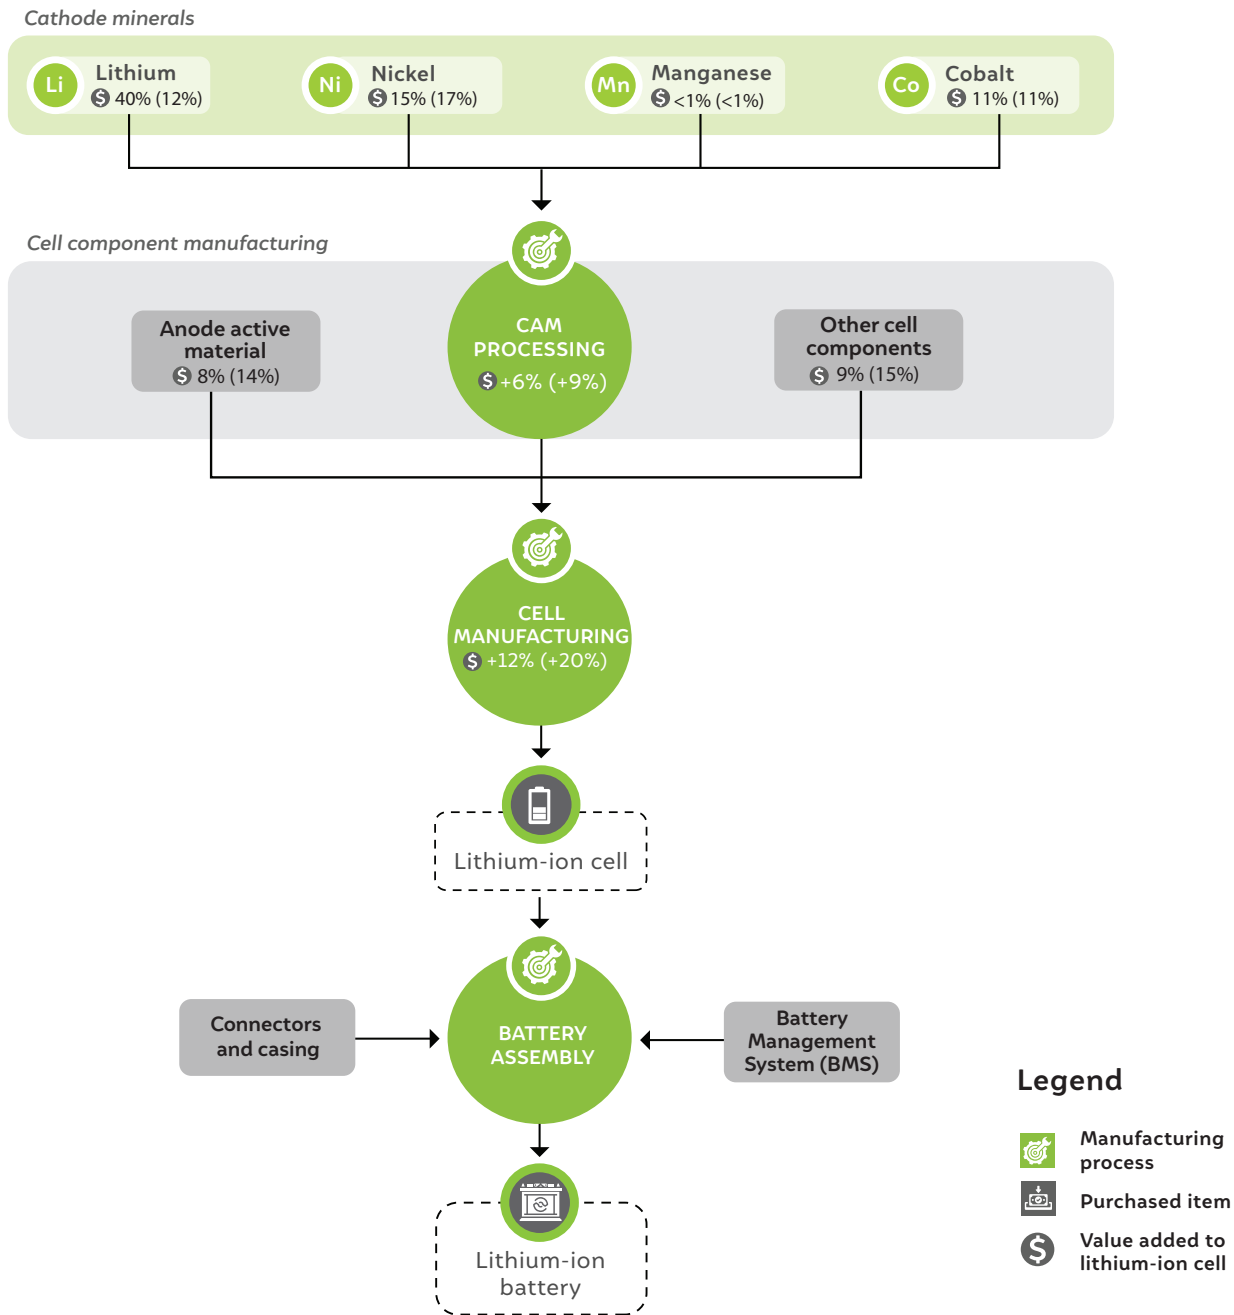 Cathode minerals
Li
Lithium
$ 40% (12%)
Ni
Nickel
$ 15% (17%)
Mn
Manganese
$ <1% (<1%)
Co
Cobalt
$ 11% (11%)
Cell component manufacturing
Anode active
material
$ 8% (14%)
CAM
PROCESSING
$ +6% (+9%)
Other cell
components
$ 9% (15%)
CELL
MANUFACTURING
$ +12% (+20%)
Lithium-ion cell
Connectors
and casing
BATTERY
ASSEMBLY
Battery
Management
System (BMS)
Lithium-ion
battery
Legend
Manufacturing
process
Purchased item
$
Value added to
lithium-ion cell